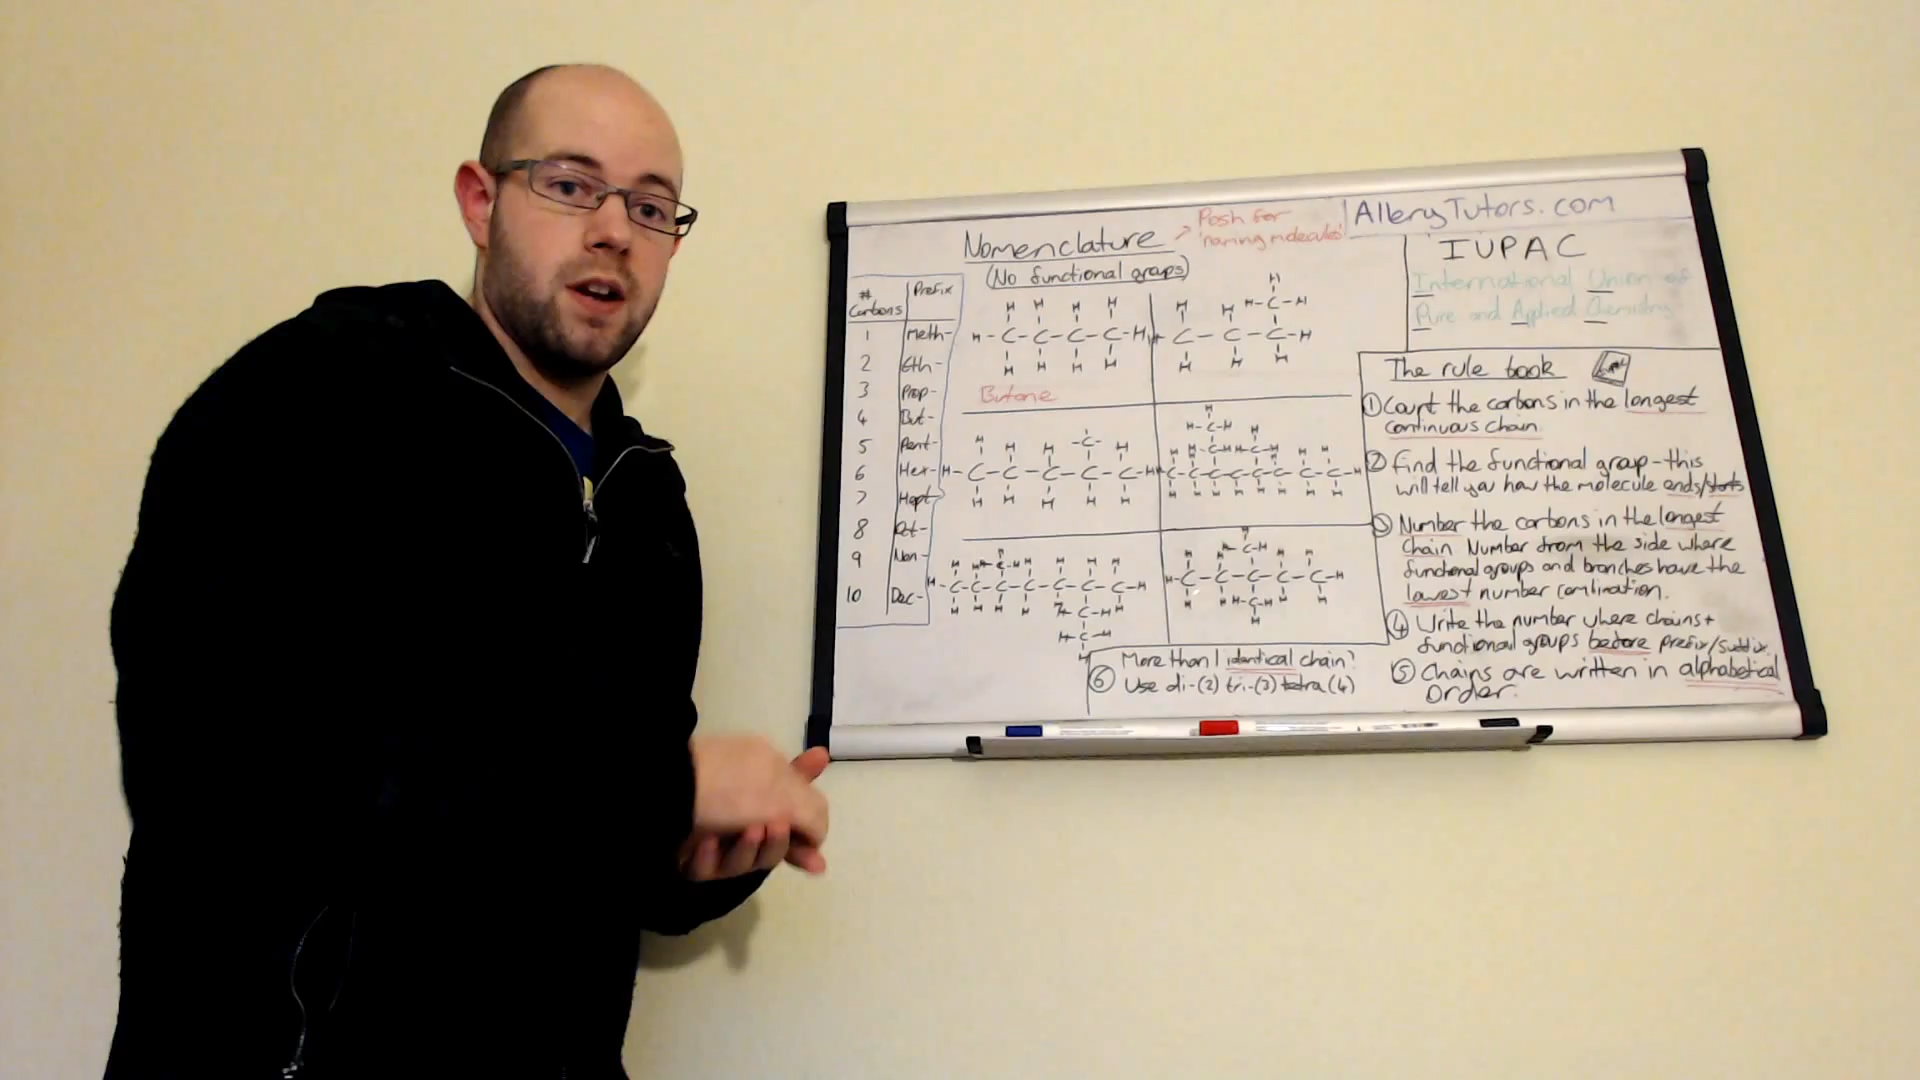 Nomenclature
(No functional groups)
Posh for
'naming molecules'
AlleryTutors.com
IUPAC
International Union of
Pure and Applied Chemistry
# Carbons Prefix
1 Meth-
2 Eth-
3 Prop-
4 But-
5 Pent-
6 Hex-
7 Hept-
8 Oct-
9 Non-
10 Dec-
Butane
The rule book
① Count the carbons in the longest
continuous chain.
② Find the functional group - this
will tell you how the molecule ends/starts
③ Number the carbons in the longest
chain Number from the side where
functional groups and branches have the
lowest number combination.
④ Write the number where chains +
functional groups before prefix/suffix.
⑤ Chains are written in alphabetical
order.
⑥ More than 1 identical chain?
Use di-(2) tri-(3) tetra(4)